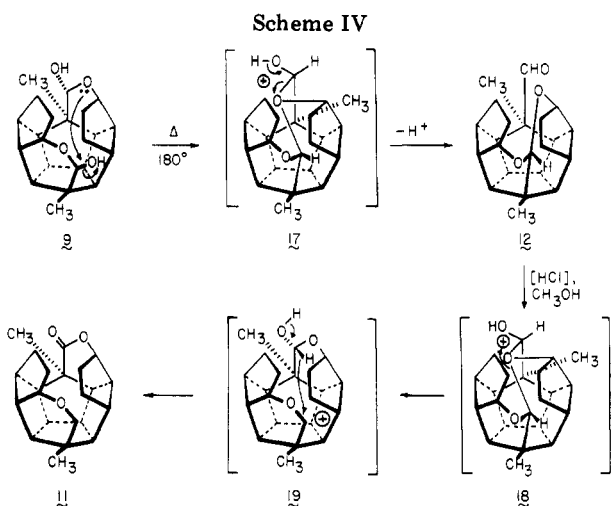 Scheme IV
OH
O
CH₃
O
OH
CH₃
9
Δ
180°
H-O
H
⊕
O
CH₃
O
H
CH₃
17
-H⁺
CHO
O
O
H
CH₃
12
[HCl],
CH₃OH
HO
H
⊕
O
CH₃
O
H
CH₃
18
H
O
O
H
CH₃
O
⊕
CH₃
19
O
O
CH₃
O
CH₃
11